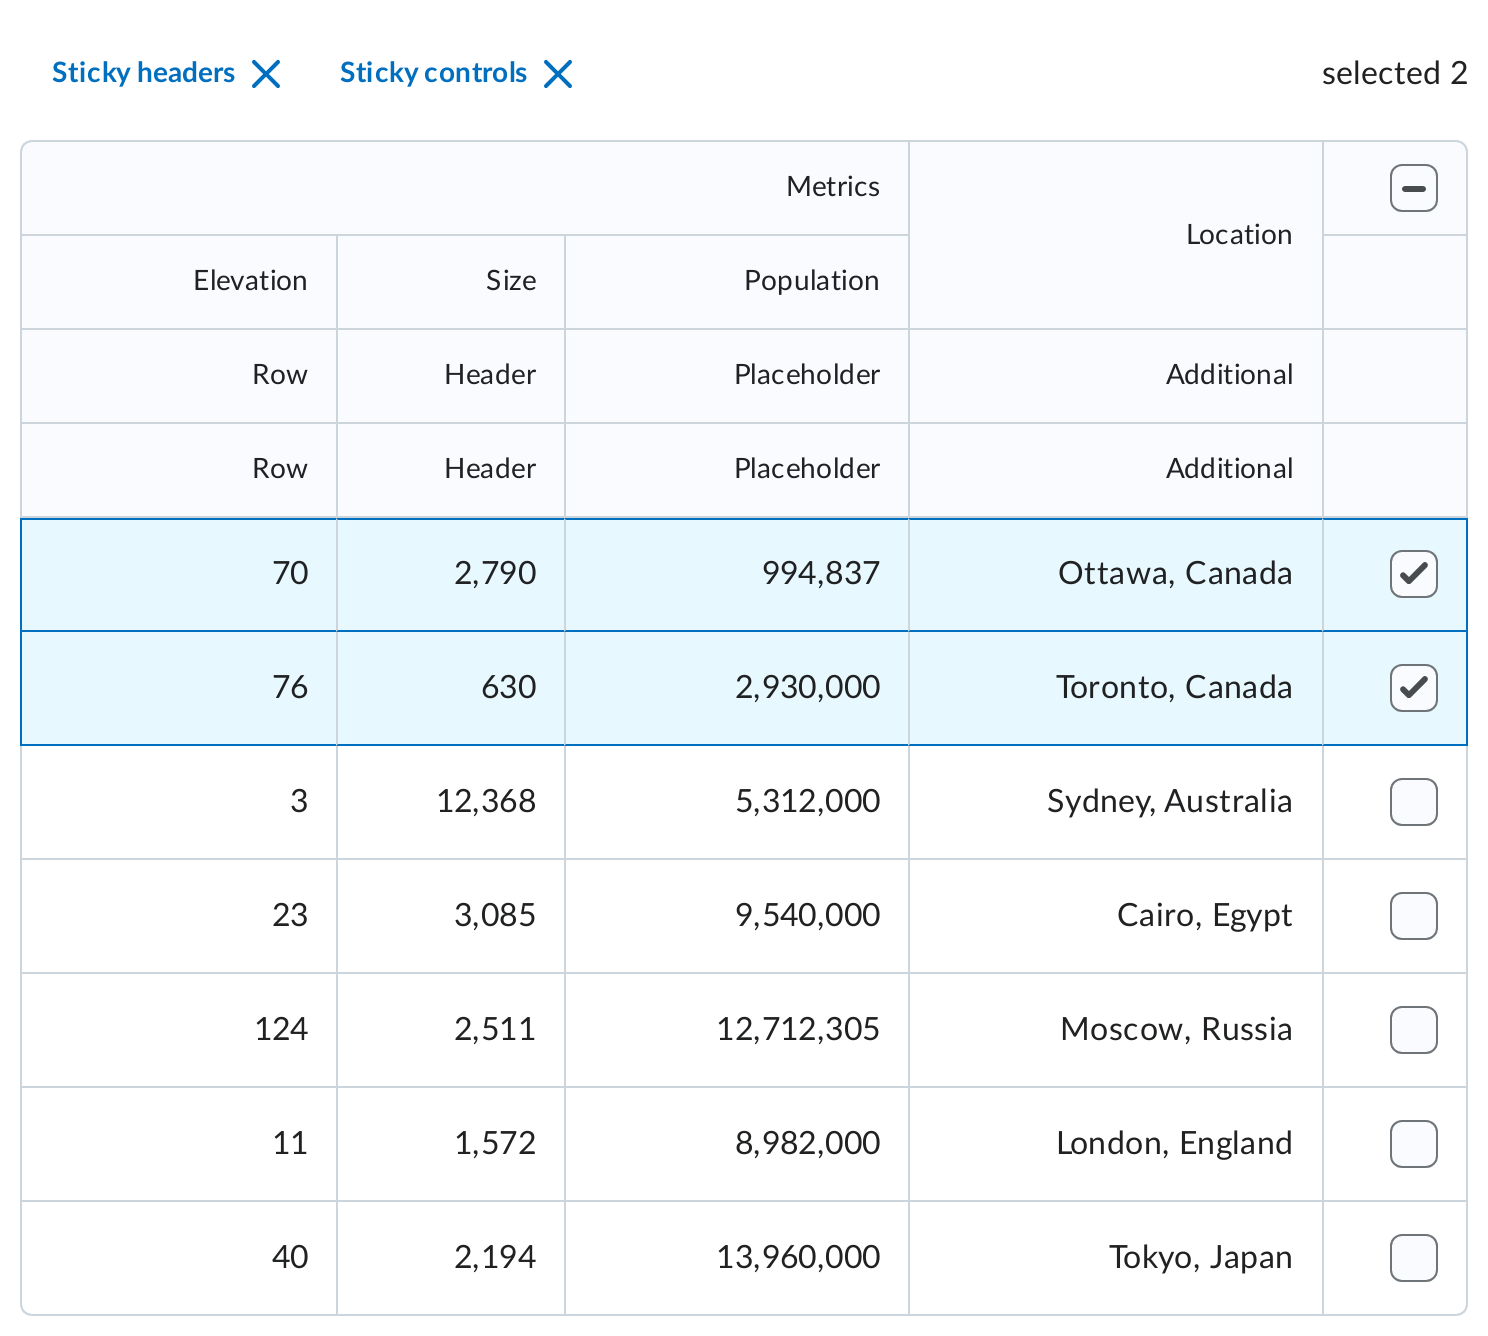 Sticky headers Sticky controls selected 2
Metrics
Location
Elevation Size Population
Row Header Placeholder Additional
Row Header Placeholder Additional
70 2,790 994,837 Ottawa, Canada
76 630 2,930,000 Toronto, Canada
3 12,368 5,312,000 Sydney, Australia
23 3,085 9,540,000 Cairo, Egypt
124 2,511 12,712,305 Moscow, Russia
11 1,572 8,982,000 London, England
40 2,194 13,960,000 Tokyo, Japan